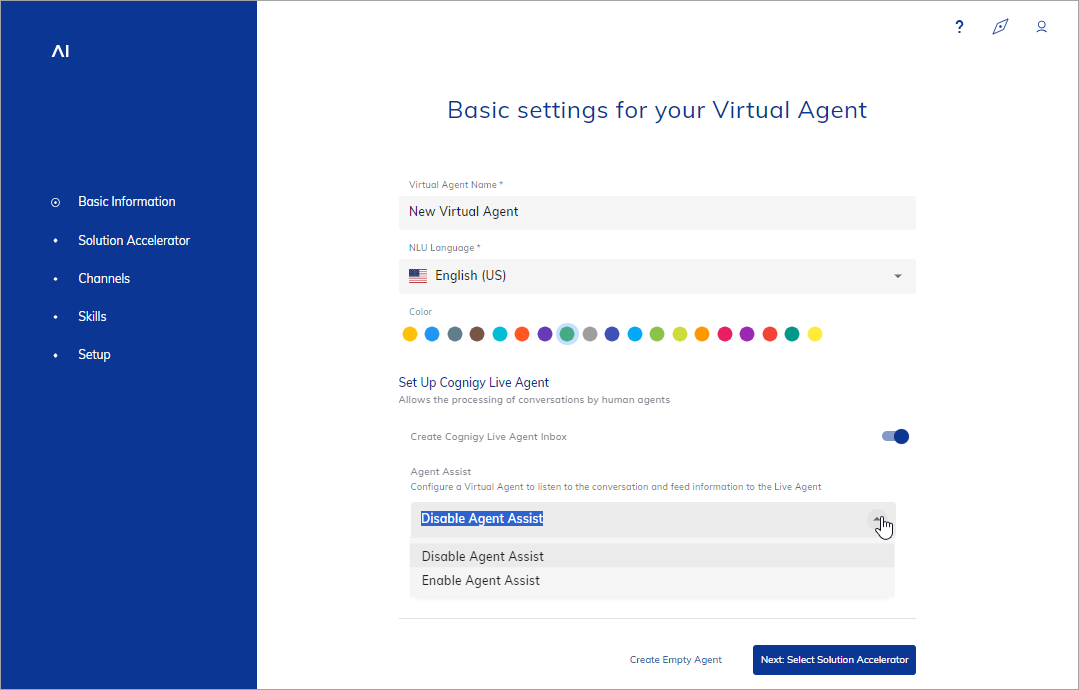 AI
?
Basic settings for your Virtual Agent
Basic Information
Solution Accelerator
Channels
Skills
Setup
Virtual Agent Name *
New Virtual Agent
NLU Language *
English (US)
Color
Set Up Cognigy Live Agent
Allows the processing of conversations by human agents
Create Cognigy Live Agent Inbox
Agent Assist
Configure a Virtual Agent to listen to the conversation and feed information to the Live Agent
Disable Agent Assist
Disable Agent Assist
Enable Agent Assist
Create Empty Agent
Next: Select Solution Accelerator